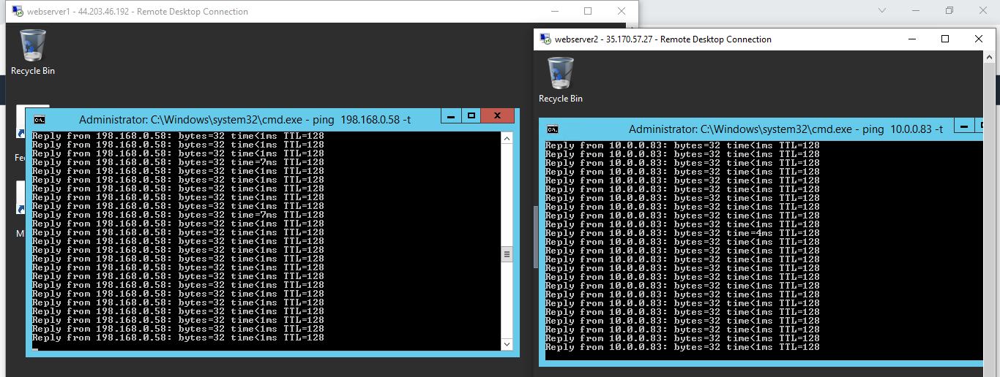 webserver1 - 44.203.46.192 - Remote Desktop Connection
Recycle Bin
Fee
M
Administrator: C:\Windows\system32\cmd.exe - ping 198.168.0.58 -t
Reply from 198.168.0.58: bytes=32 time<1ms TTL=128
Reply from 198.168.0.58: bytes=32 time<1ms TTL=128
Reply from 198.168.0.58: bytes=32 time<1ms TTL=128
Reply from 198.168.0.58: bytes=32 time=7ms TTL=128
Reply from 198.168.0.58: bytes=32 time<1ms TTL=128
Reply from 198.168.0.58: bytes=32 time<1ms TTL=128
Reply from 198.168.0.58: bytes=32 time<1ms TTL=128
Reply from 198.168.0.58: bytes=32 time<1ms TTL=128
Reply from 198.168.0.58: bytes=32 time<1ms TTL=128
Reply from 198.168.0.58: bytes=32 time=7ms TTL=128
Reply from 198.168.0.58: bytes=32 time<1ms TTL=128
Reply from 198.168.0.58: bytes=32 time<1ms TTL=128
Reply from 198.168.0.58: bytes=32 time<1ms TTL=128
Reply from 198.168.0.58: bytes=32 time<1ms TTL=128
Reply from 198.168.0.58: bytes=32 time<1ms TTL=128
Reply from 198.168.0.58: bytes=32 time<1ms TTL=128
Reply from 198.168.0.58: bytes=32 time<1ms TTL=128
Reply from 198.168.0.58: bytes=32 time<1ms TTL=128
Reply from 198.168.0.58: bytes=32 time<1ms TTL=128
Reply from 198.168.0.58: bytes=32 time<1ms TTL=128
Reply from 198.168.0.58: bytes=32 time<1ms TTL=128
Reply from 198.168.0.58: bytes=32 time<1ms TTL=128
Reply from 198.168.0.58: bytes=32 time<1ms TTL=128
Reply from 198.168.0.58: bytes=32 time<1ms TTL=128
webserver2 - 35.170.57.27 - Remote Desktop Connection
Recycle Bin
Administrator: C:\Windows\system32\cmd.exe - ping 10.0.0.83 -t
Reply from 10.0.0.83: bytes=32 time<1ms TTL=128
Reply from 10.0.0.83: bytes=32 time<1ms TTL=128
Reply from 10.0.0.83: bytes=32 time<1ms TTL=128
Reply from 10.0.0.83: bytes=32 time<1ms TTL=128
Reply from 10.0.0.83: bytes=32 time<1ms TTL=128
Reply from 10.0.0.83: bytes=32 time<1ms TTL=128
Reply from 10.0.0.83: bytes=32 time<1ms TTL=128
Reply from 10.0.0.83: bytes=32 time<1ms TTL=128
Reply from 10.0.0.83: bytes=32 time<1ms TTL=128
Reply from 10.0.0.83: bytes=32 time<1ms TTL=128
Reply from 10.0.0.83: bytes=32 time=4ms TTL=128
Reply from 10.0.0.83: bytes=32 time<1ms TTL=128
Reply from 10.0.0.83: bytes=32 time<1ms TTL=128
Reply from 10.0.0.83: bytes=32 time<1ms TTL=128
Reply from 10.0.0.83: bytes=32 time<1ms TTL=128
Reply from 10.0.0.83: bytes=32 time<1ms TTL=128
Reply from 10.0.0.83: bytes=32 time<1ms TTL=128
Reply from 10.0.0.83: bytes=32 time<1ms TTL=128
Reply from 10.0.0.83: bytes=32 time<1ms TTL=128
Reply from 10.0.0.83: bytes=32 time<1ms TTL=128
Reply from 10.0.0.83: bytes=32 time<1ms TTL=128
Reply from 10.0.0.83: bytes=32 time<1ms TTL=128
Reply from 10.0.0.83: bytes=32 time<1ms TTL=128
Reply from 10.0.0.83: bytes=32 time<1ms TTL=128